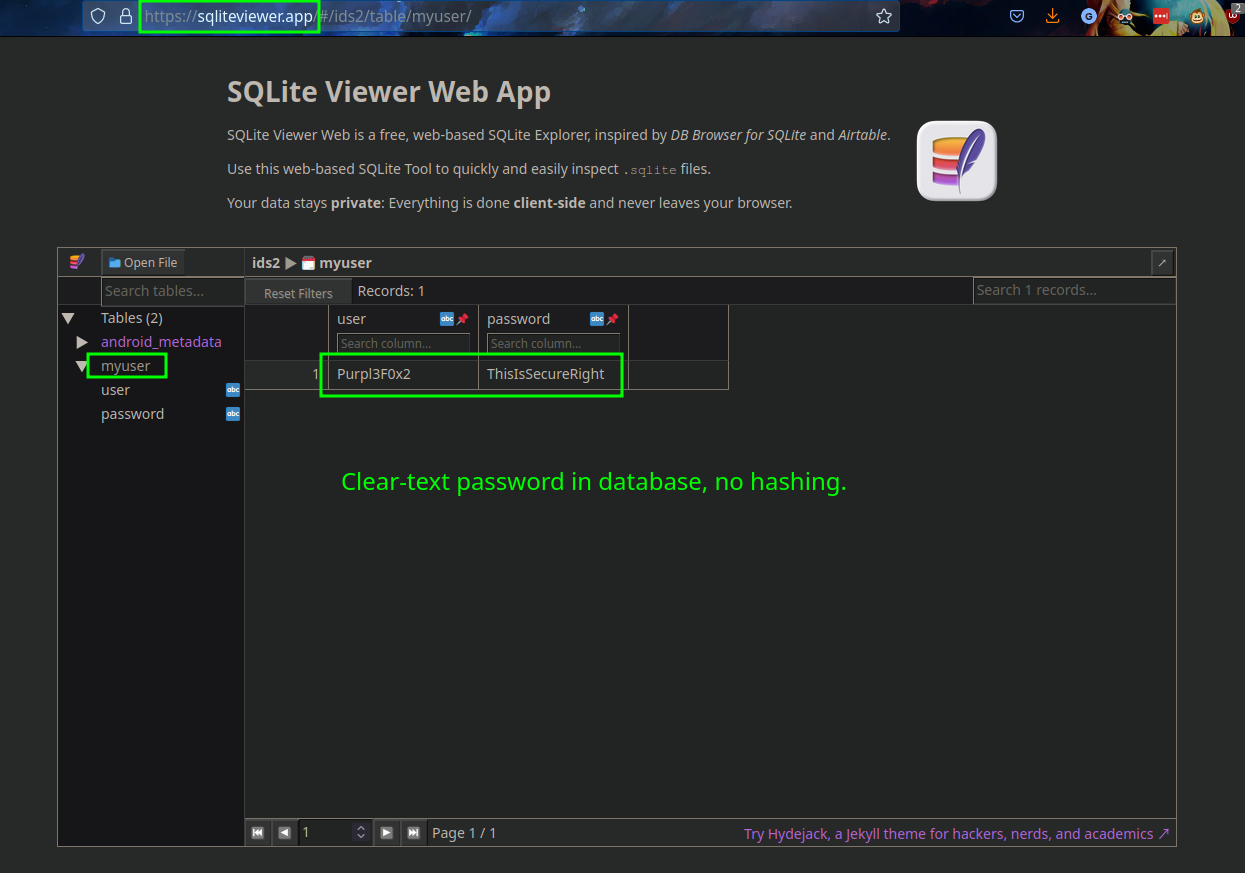 https://sqliteviewer.app/#/ids2/table/myuser/
2
SQLite Viewer Web App
SQLite Viewer Web is a free, web-based SQLite Explorer, inspired by DB Browser for SQLite and Airtable.
Use this web-based SQLite Tool to quickly and easily inspect .sqlite files.
Your data stays private: Everything is done client-side and never leaves your browser.
Open File
ids2 ▶ myuser
Search tables...
Reset Filters
Records: 1
Search 1 records...
Tables (2)
android_metadata
myuser
user abc
password abc
user abc
password abc
Search column...
Search column...
1 Purpl3F0x2 ThisIsSecureRight
Clear-text password in database, no hashing.
1
Page 1 / 1
Try Hydejack, a Jekyll theme for hackers, nerds, and academics ↗